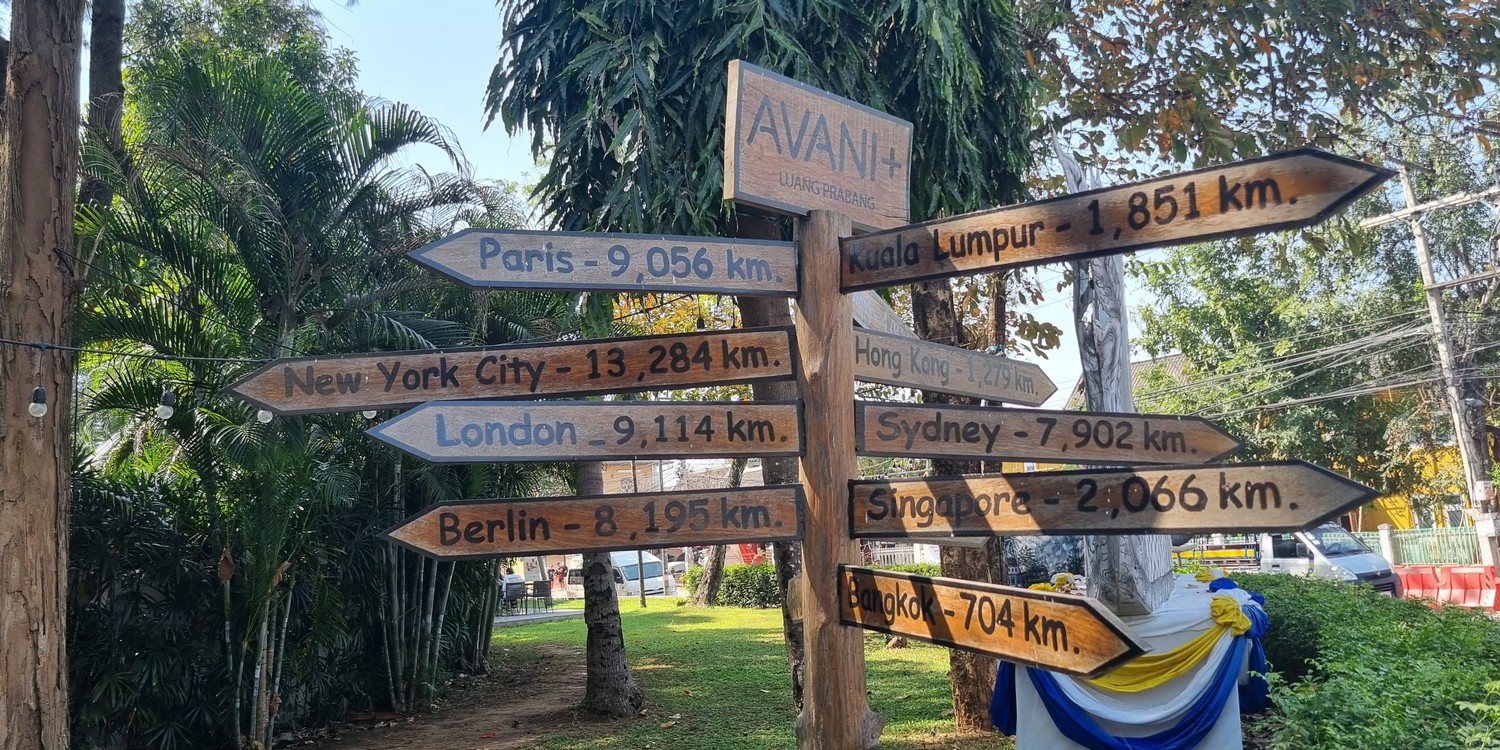 AVANI+
LUANG PRABANG
Paris - 9,056 km.
Kuala Lumpur - 1,851 km.
New York City - 13,284 km.
Hong Kong - 1,279 km.
London - 9,114 km.
Sydney - 7,902 km.
Berlin - 8,195 km.
Singapore - 2,066 km.
Bangkok - 704 km.